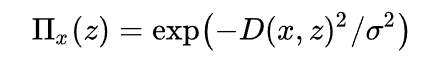 Πₓ(z) = exp(−D(x, z)²/σ²)